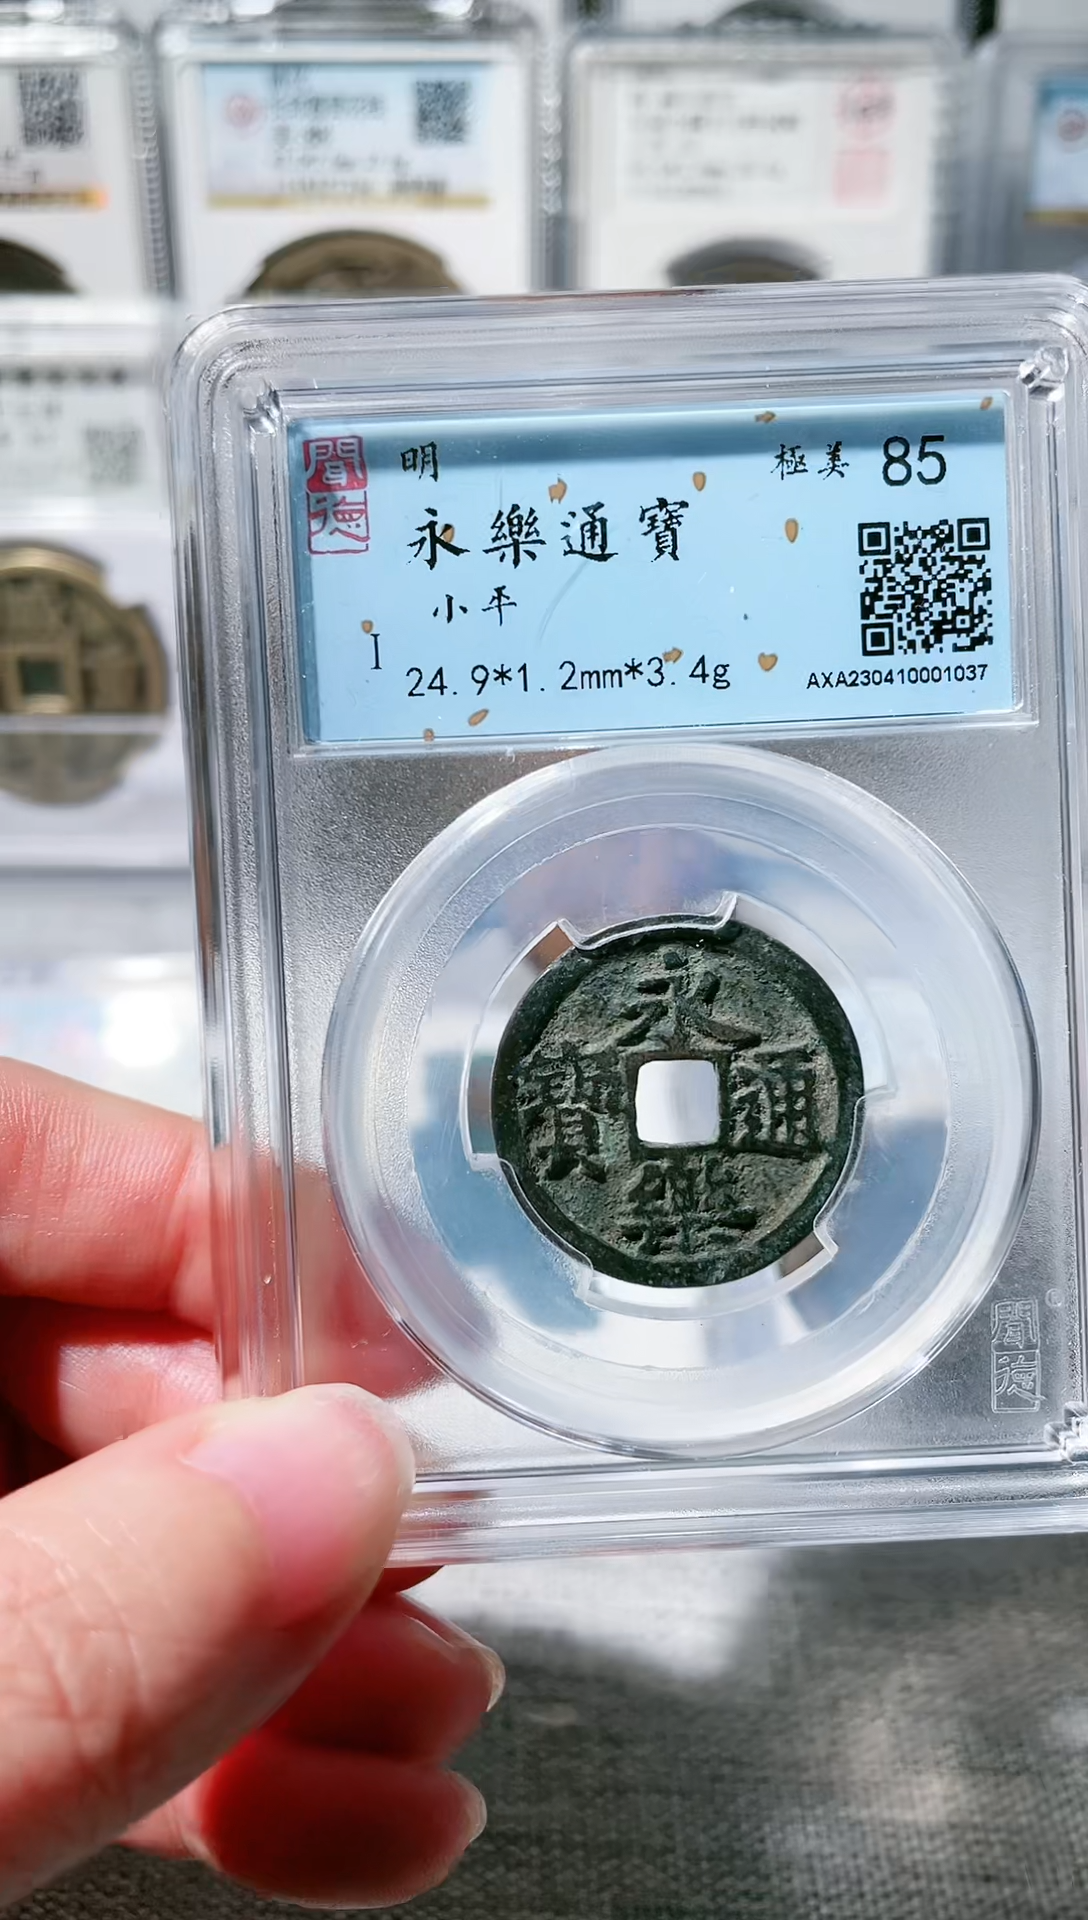 聞德
明
極美 85
永樂通寶
小平
I
24.9*1.2mm*3.4g
AXA230410001037
永
通
寶
樂
聞德